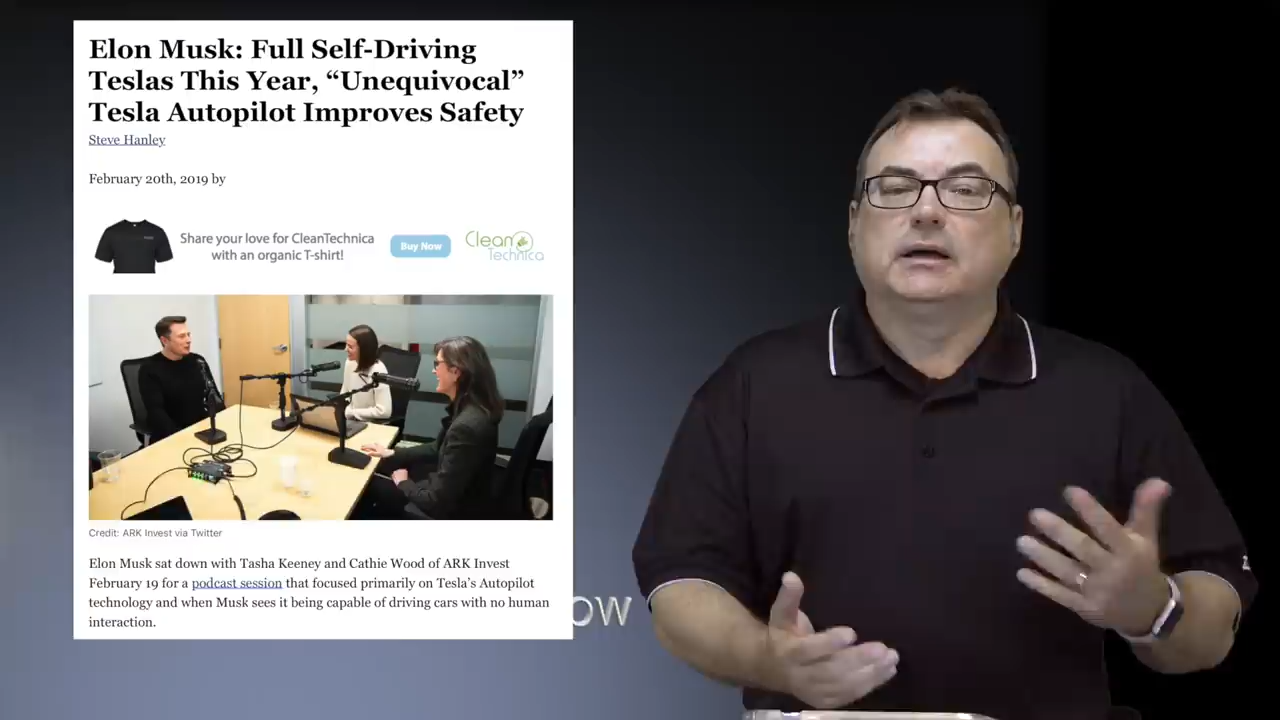 Elon Musk: Full Self-Driving
Teslas This Year, “Unequivocal”
Tesla Autopilot Improves Safety
Steve Hanley
February 20th, 2019 by
Share your love for CleanTechnica
with an organic T-shirt!
Buy Now
Clean
Technica
Credit: ARK Invest via Twitter
Elon Musk sat down with Tasha Keeney and Cathie Wood of ARK Invest
February 19 for a podcast session that focused primarily on Tesla’s Autopilot
technology and when Musk sees it being capable of driving cars with no human
interaction.
OW